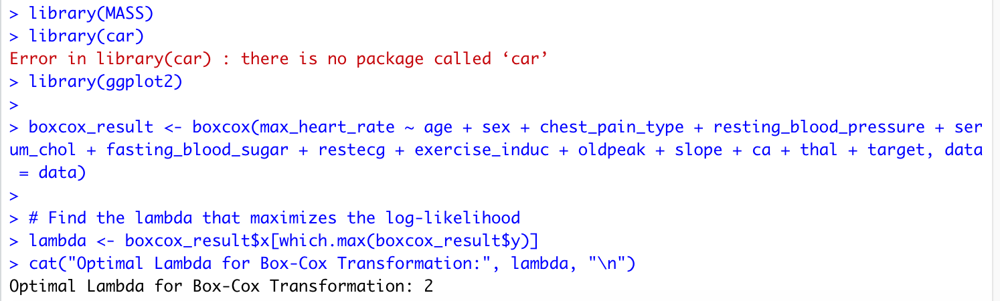 > library(MASS)
> library(car)
Error in library(car) : there is no package called ‘car’
> library(ggplot2)
>
> boxcox_result <- boxcox(max_heart_rate ~ age + sex + chest_pain_type + resting_blood_pressure + ser
um_chol + fasting_blood_sugar + restecg + exercise_induc + oldpeak + slope + ca + thal + target, data
 = data)
>
> # Find the lambda that maximizes the log-likelihood
> lambda <- boxcox_result$x[which.max(boxcox_result$y)]
> cat("Optimal Lambda for Box-Cox Transformation:", lambda, "\n")
Optimal Lambda for Box-Cox Transformation: 2